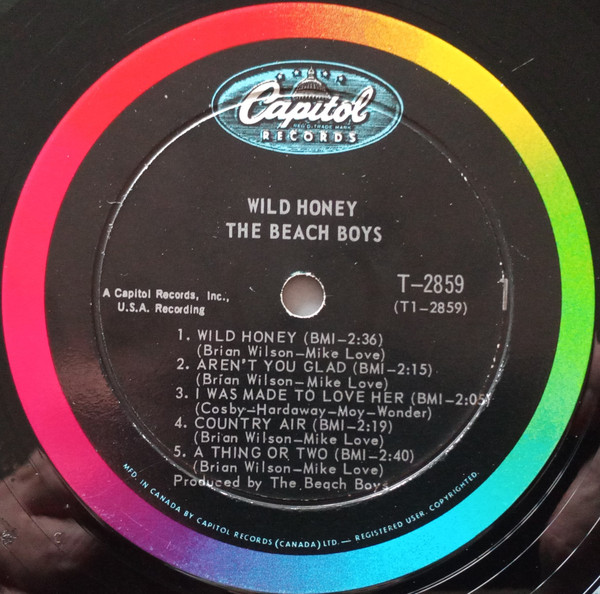 Capitol
REG. D. TRADE MARK
RECORDS
WILD HONEY
THE BEACH BOYS
A Capitol Records, Inc.,
U.S.A. Recording
T-2859
(T1-2859)
1
1. WILD HONEY (BMI-2:36)
(Brian Wilson-Mike Love)
2. AREN'T YOU GLAD (BMI-2:15)
(Brian Wilson-Mike Love)
3. I WAS MADE TO LOVE HER (BMI-2:05)
(Cosby-Hardaway-Moy-Wonder)
4. COUNTRY AIR (BMI-2:19)
(Brian Wilson-Mike Love)
5. A THING OR TWO (BMI-2:40)
(Brian Wilson-Mike Love)
Produced by The Beach Boys
MFD. IN CANADA BY CAPITOL RECORDS (CANADA) LTD. — REGISTERED USER. COPYRIGHTED.